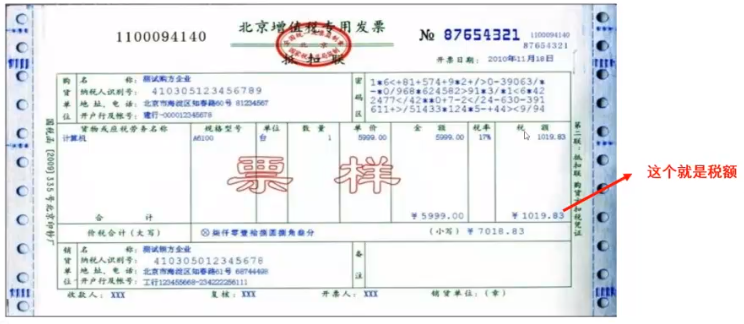 1100094140
北京增值税专用发票
抵扣联
№ 87654321
1100094140
87654321
开票日期: 2010年11月18日
购货单位
名 称: 测试购方企业
纳税人识别号: 410305123456789
地 址、电 话: 北京市海淀区知春路60号 81234567
开户行及帐号: 建行-000012345678
密码区
1*6<+81+574+9*2+/>0-39063/*
-*0/968*624582>91*3/*1<6*42
2477</42**0+7-2</24-630-391
611+>/51433*124*5-+44><9/94
货物或应税劳务名称 规格型号 单位 数 量 单 价 金 额 税率 税 额
计算机 A6100 台 1 5999.00 5999.00 17% 1019.83
票样
合 计 ¥5999.00 ¥1019.83
价税合计(大写) ⊗柒仟零壹拾捌圆捌角叁分 (小写)¥7018.83
销货单位
名 称: 测试销方企业
纳税人识别号: 410305012345678
地 址、电 话: 北京市海淀区知春路61号 68744498
开户行及帐号: 工行123455668-234222256111
备注
收款人: XXX 复核: XXX 开票人: XXX 销货单位: (章)
国税函〔2009〕335号北京印钞厂
第二联:抵扣联 购货方扣税凭证
这个就是税额